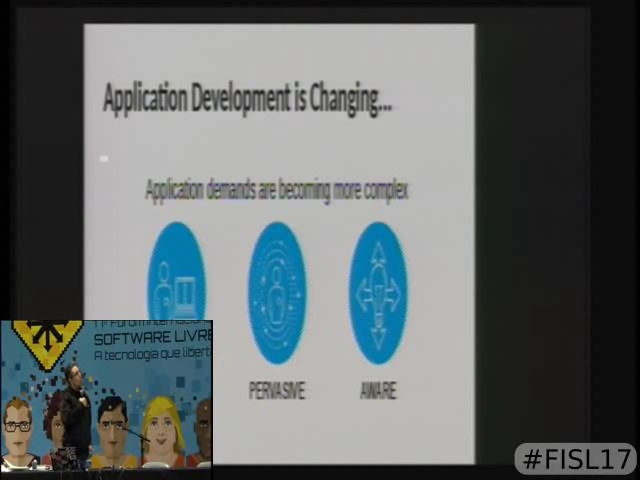 Application Development is Changing...
Application demands are becoming more complex
PERVASIVE
AWARE
SOFTWARE LIVRE
A tecnologia que libert
#FISL17